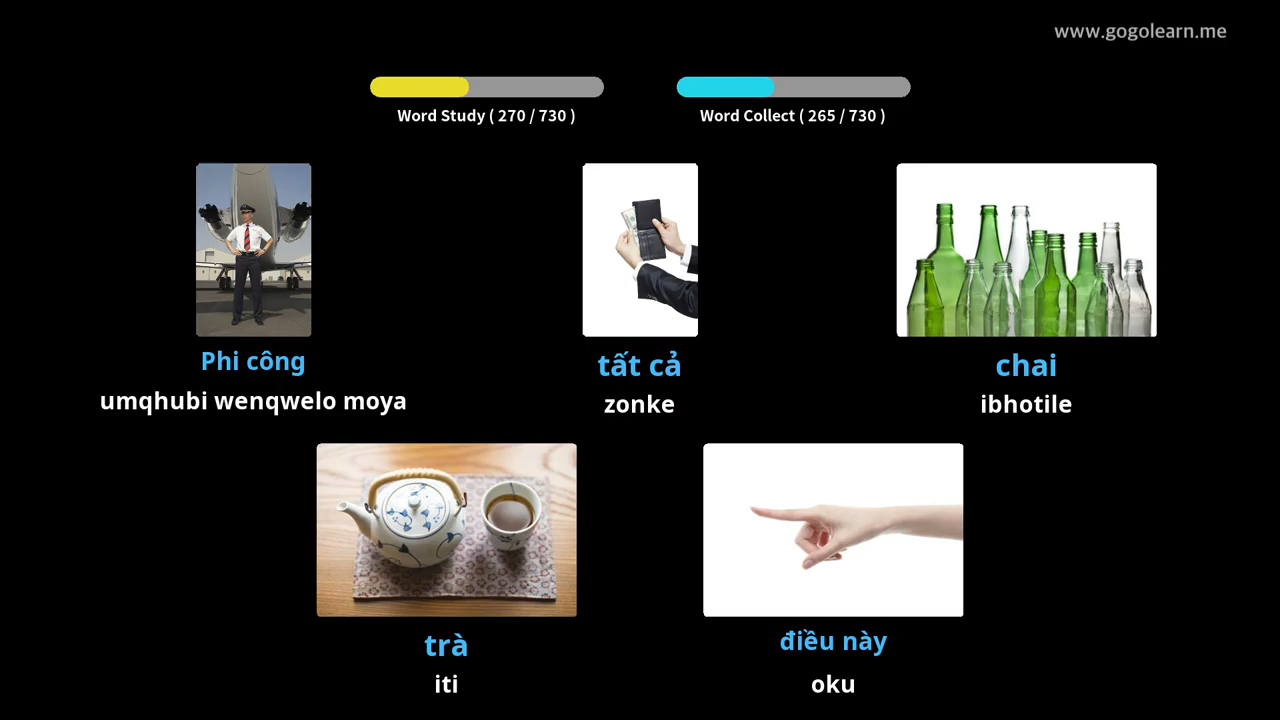 www.gogolearn.me
Word Study ( 270 / 730 )
Word Collect ( 265 / 730 )
Phi công
umqhubi wenqwelo moya
tất cả
zonke
chai
ibhotile
trà
iti
điều này
oku